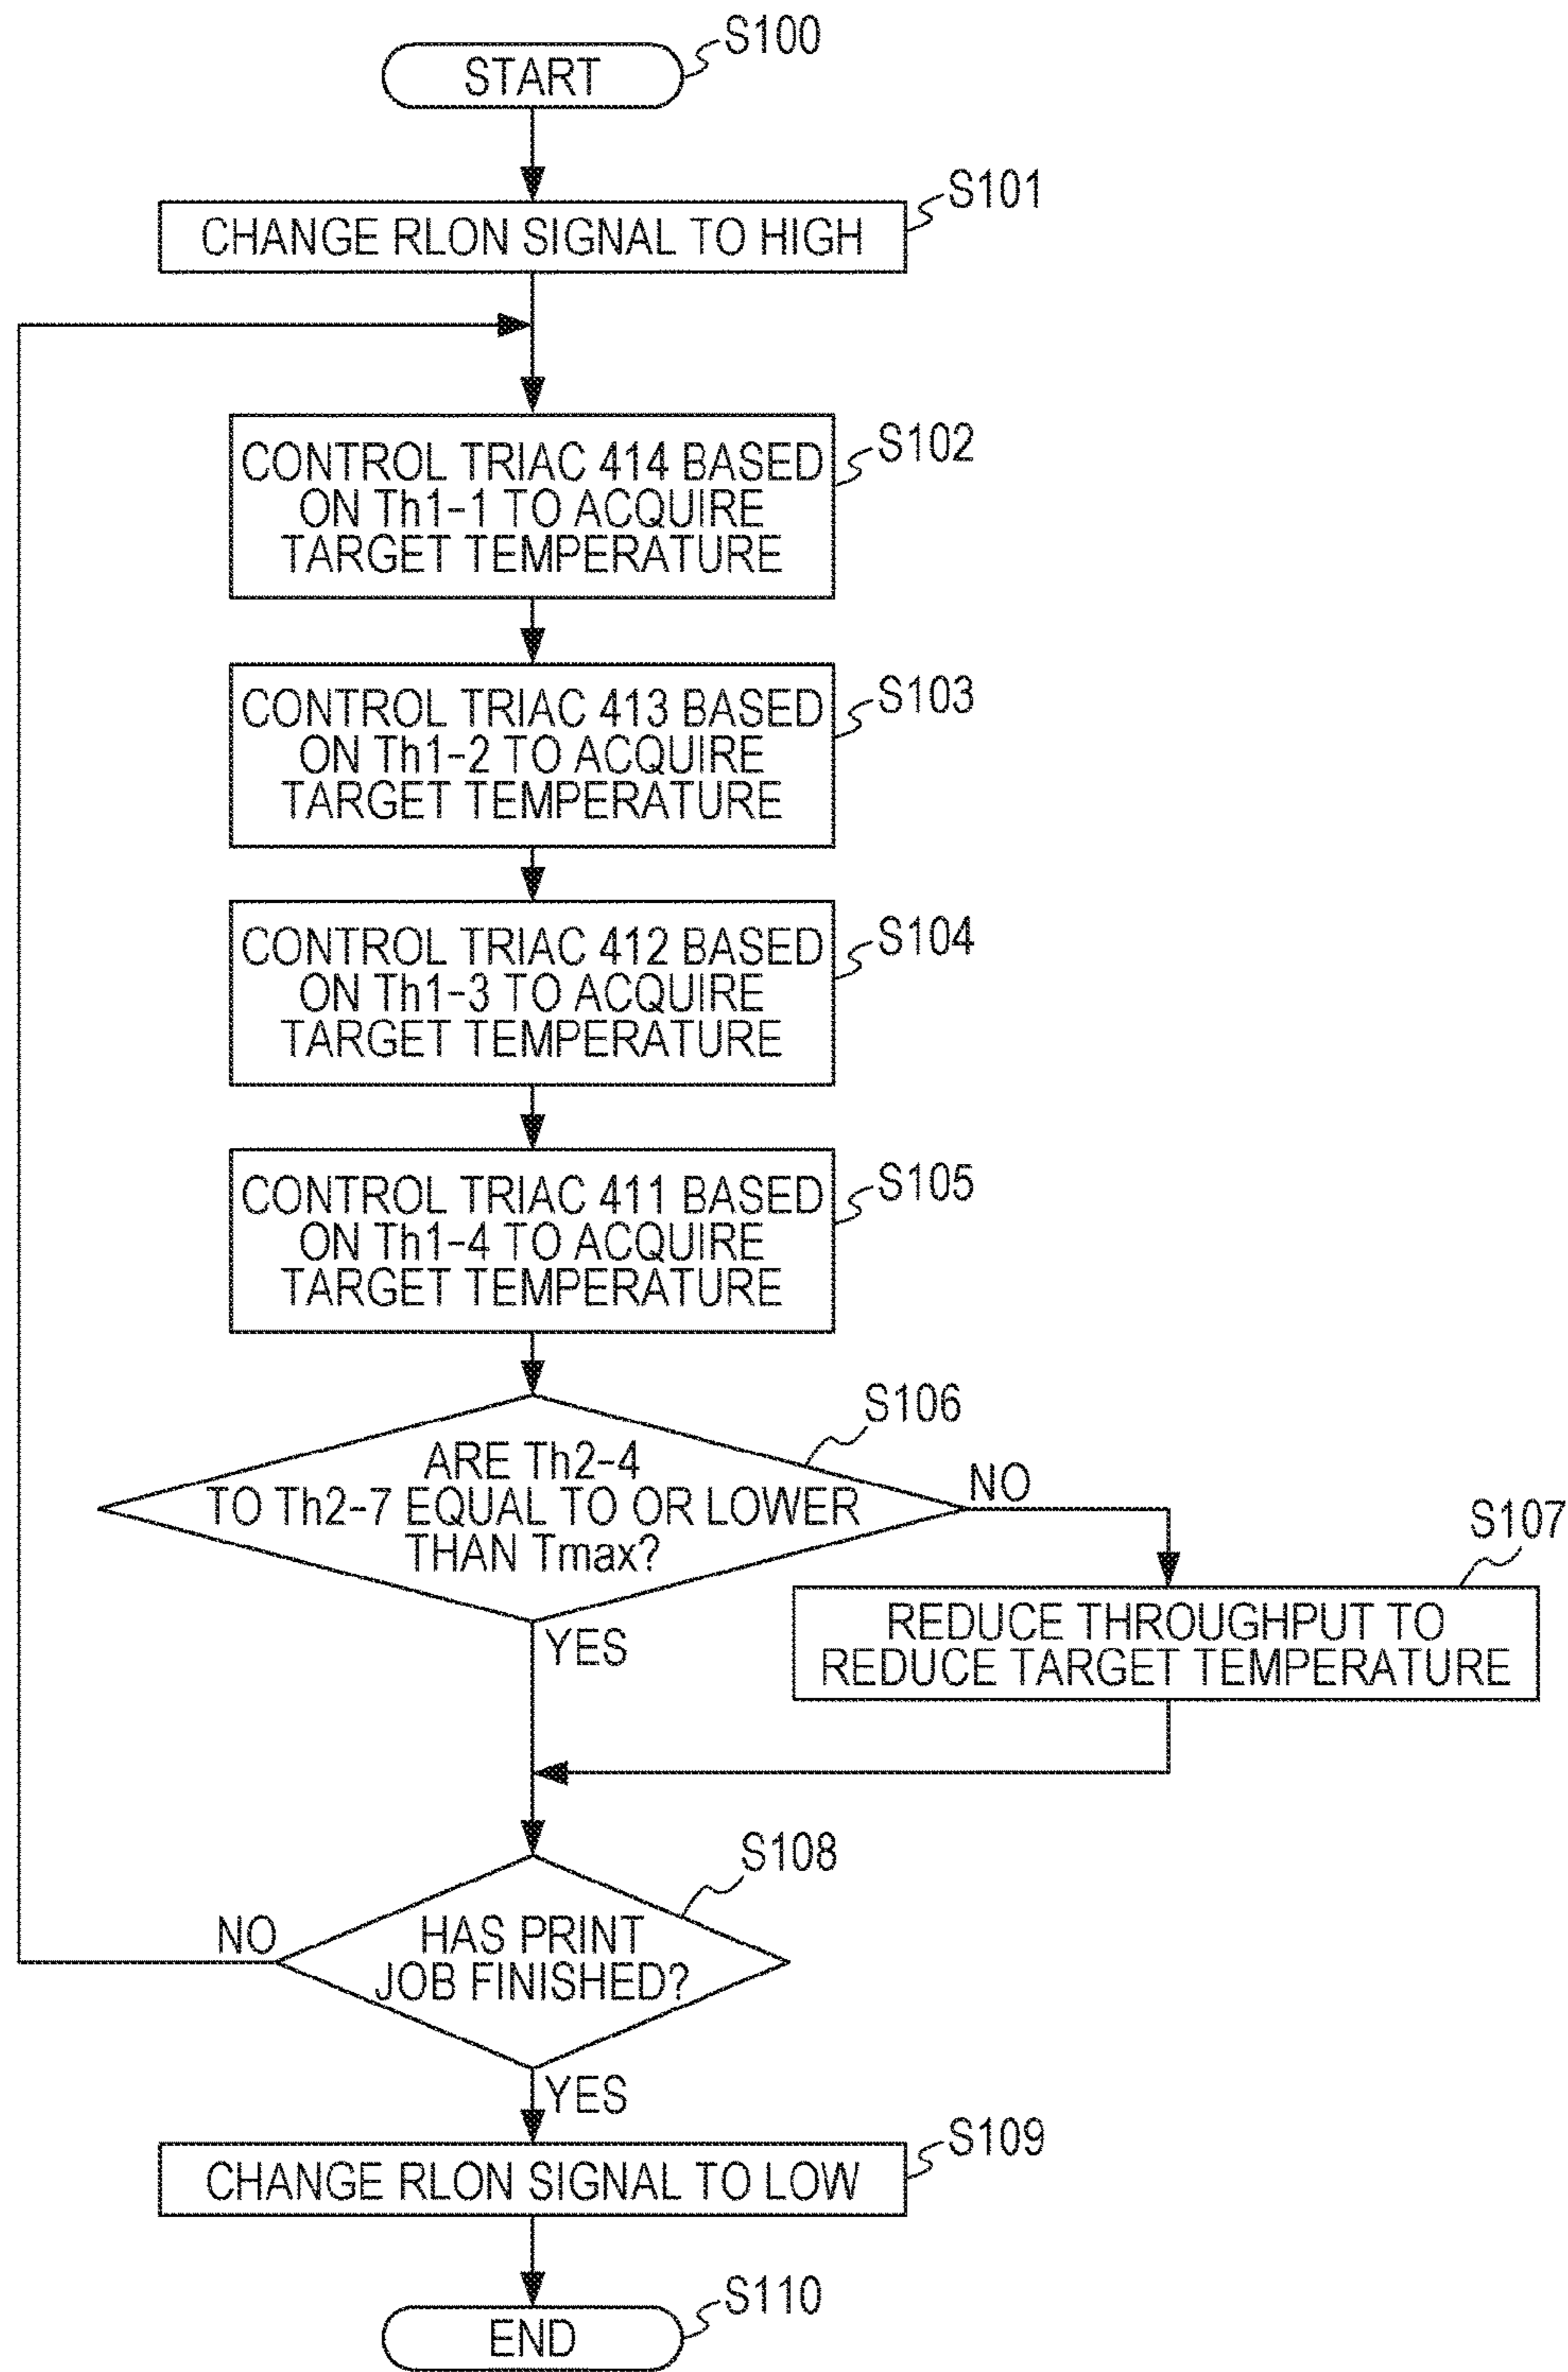 START
S100
CHANGE RLON SIGNAL TO HIGH
S101
CONTROL TRIAC 414 BASED
ON Th1-1 TO ACQUIRE
TARGET TEMPERATURE
S102
CONTROL TRIAC 413 BASED
ON Th1-2 TO ACQUIRE
TARGET TEMPERATURE
S103
CONTROL TRIAC 412 BASED
ON Th1-3 TO ACQUIRE
TARGET TEMPERATURE
S104
CONTROL TRIAC 411 BASED
ON Th1-4 TO ACQUIRE
TARGET TEMPERATURE
S105
ARE Th2-4
TO Th2-7 EQUAL TO OR LOWER
THAN Tmax?
S106
NO
YES
S107
REDUCE THROUGHPUT TO
REDUCE TARGET TEMPERATURE
S108
HAS PRINT
JOB FINISHED?
NO
YES
CHANGE RLON SIGNAL TO LOW
S109
END
S110